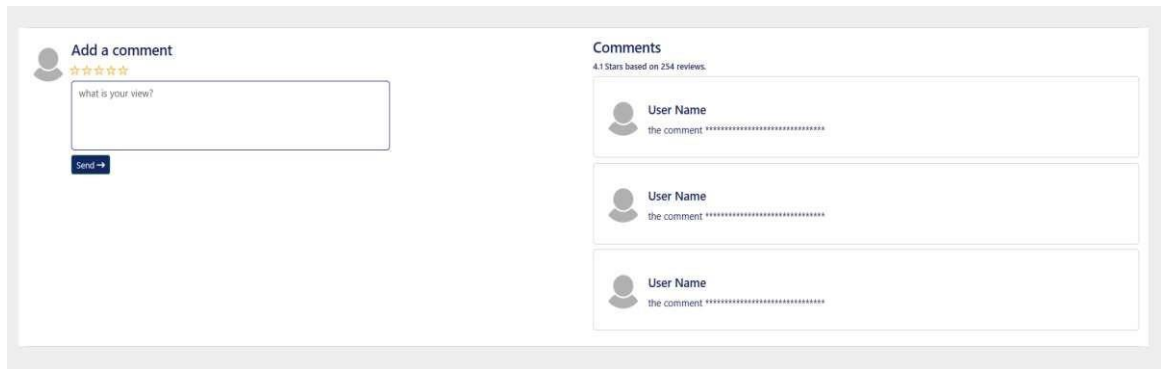 Add a comment
what is your view?
Send →
Comments
4.1 Stars based on 254 reviews.
User Name
the comment *******************************
User Name
the comment *******************************
User Name
the comment *******************************